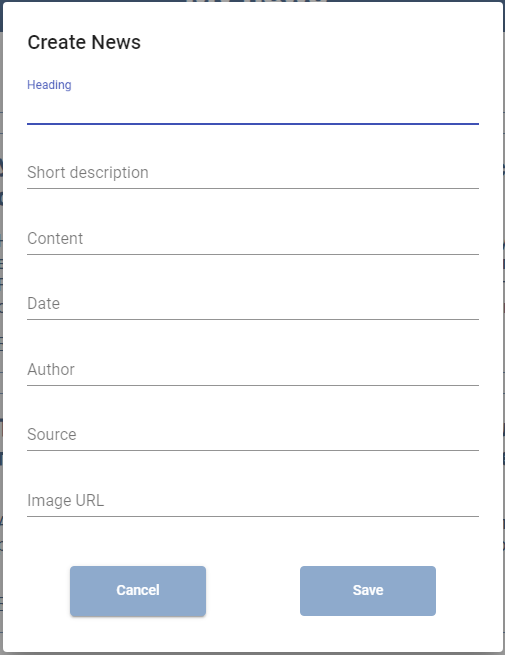 Create News
Heading
Short description
Content
Date
Author
Source
Image URL
Cancel
Save